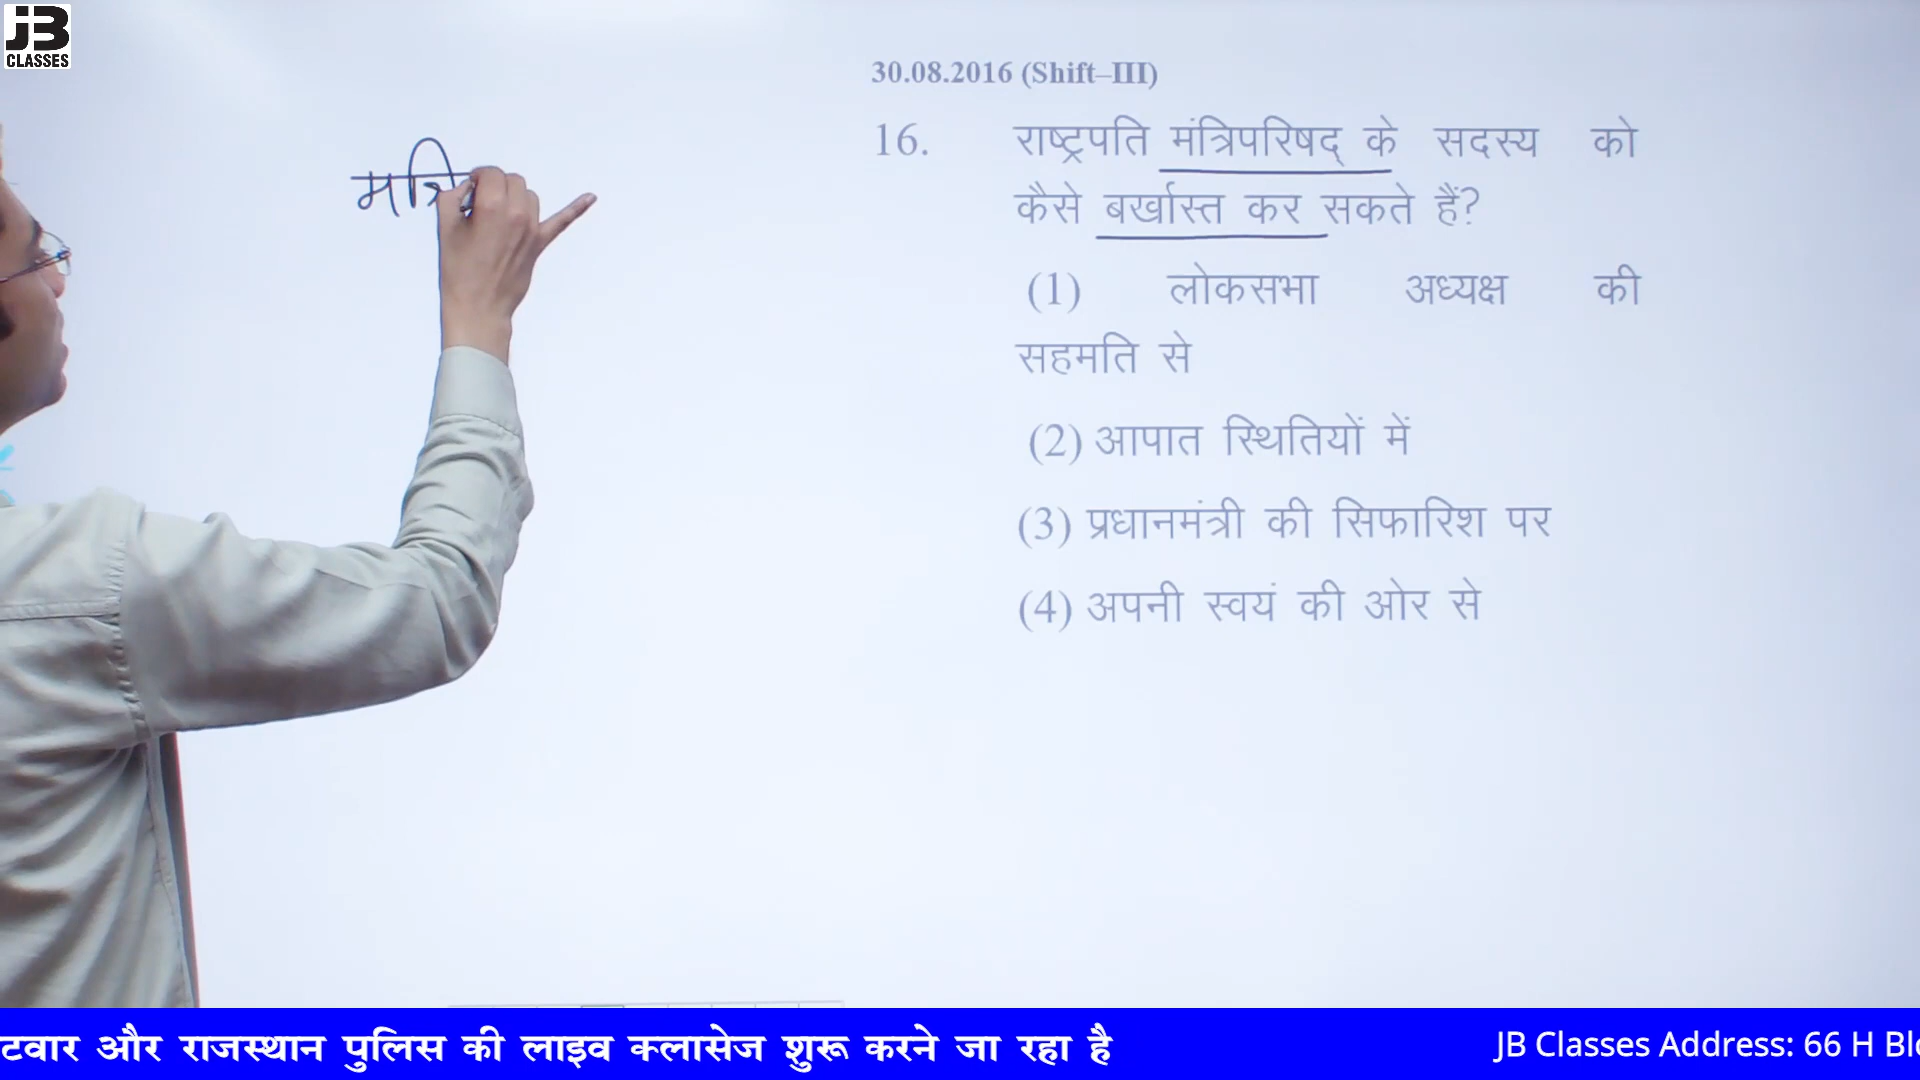 JB
CLASSES
30.08.2016 (Shift–III)
16. राष्ट्रपति मंत्रिपरिषद् के सदस्य को
कैसे बर्खास्त कर सकते हैं?
(1) लोकसभा अध्यक्ष की
सहमति से
(2) आपात स्थितियों में
(3) प्रधानमंत्री की सिफारिश पर
(4) अपनी स्वयं की ओर से
मत्रि
टवार और राजस्थान पुलिस की लाइव क्लासेज शुरू करने जा रहा है
JB Classes Address: 66 H